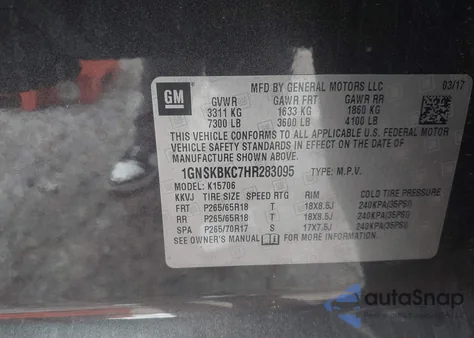 GM
MFD BY GENERAL MOTORS LLC 03/17
GVWR GAWR FRT GAWR RR
3311 KG 1633 KG 1860 KG
7300 LB 3600 LB 4100 LB
THIS VEHICLE CONFORMS TO ALL APPLICABLE U.S. FEDERAL MOTOR
VEHICLE SAFETY STANDARDS IN EFFECT ON THE DATE OF
MANUFACTURE SHOWN ABOVE.
1GNSKBKC7HR283095 TYPE: M.P.V.
MODEL: K15706
KKVZ TIRE SIZE SPEED RTG RIM COLD TIRE PRESSURE
FRT P265/65R18 T 18X8.5J 240KPA(35PSI)
RR P265/65R18 T 18X8.5J 240KPA(35PSI)
SPA P265/70R17 S 17X7.5J 240KPA(35PSI)
SEE OWNER'S MANUAL FOR MORE INFORMATION
autoSnap